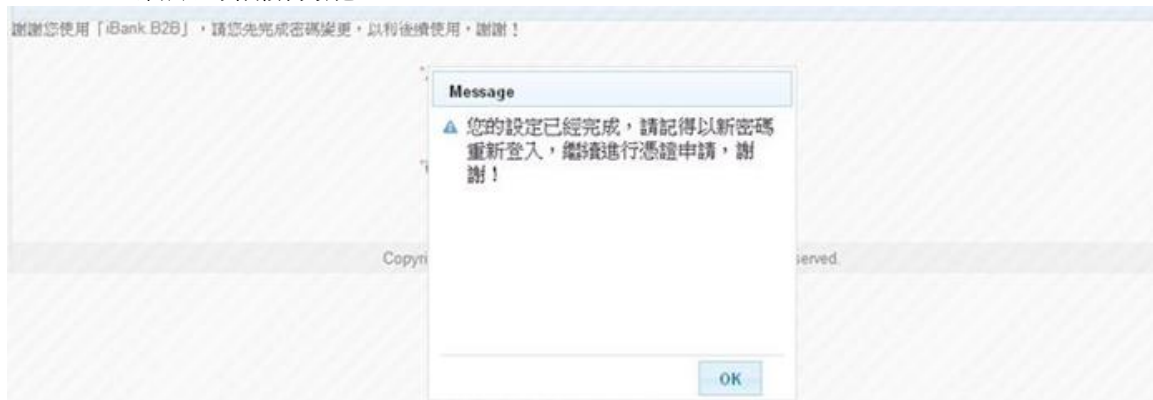 謝謝您使用「iBank.B2B」,請您先完成密碼變更,以利後續使用,謝謝!
Message
您的設定已經完成,請記得以新密碼
重新登入,繼續進行憑證申請,謝
謝!
Copyri
served.
OK